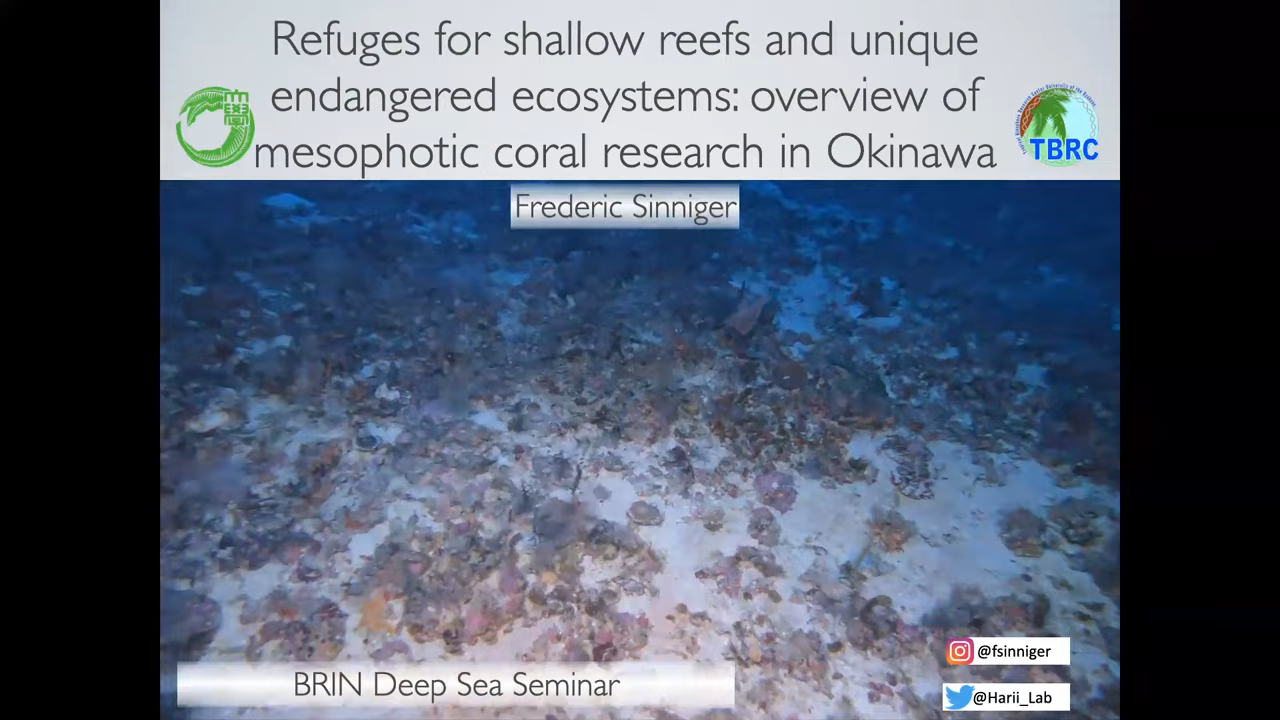 Refuges for shallow reefs and unique
endangered ecosystems: overview of
mesophotic coral research in Okinawa
TBRC
Frederic Sinniger
@fsinniger
BRIN Deep Sea Seminar
@Harii_Lab